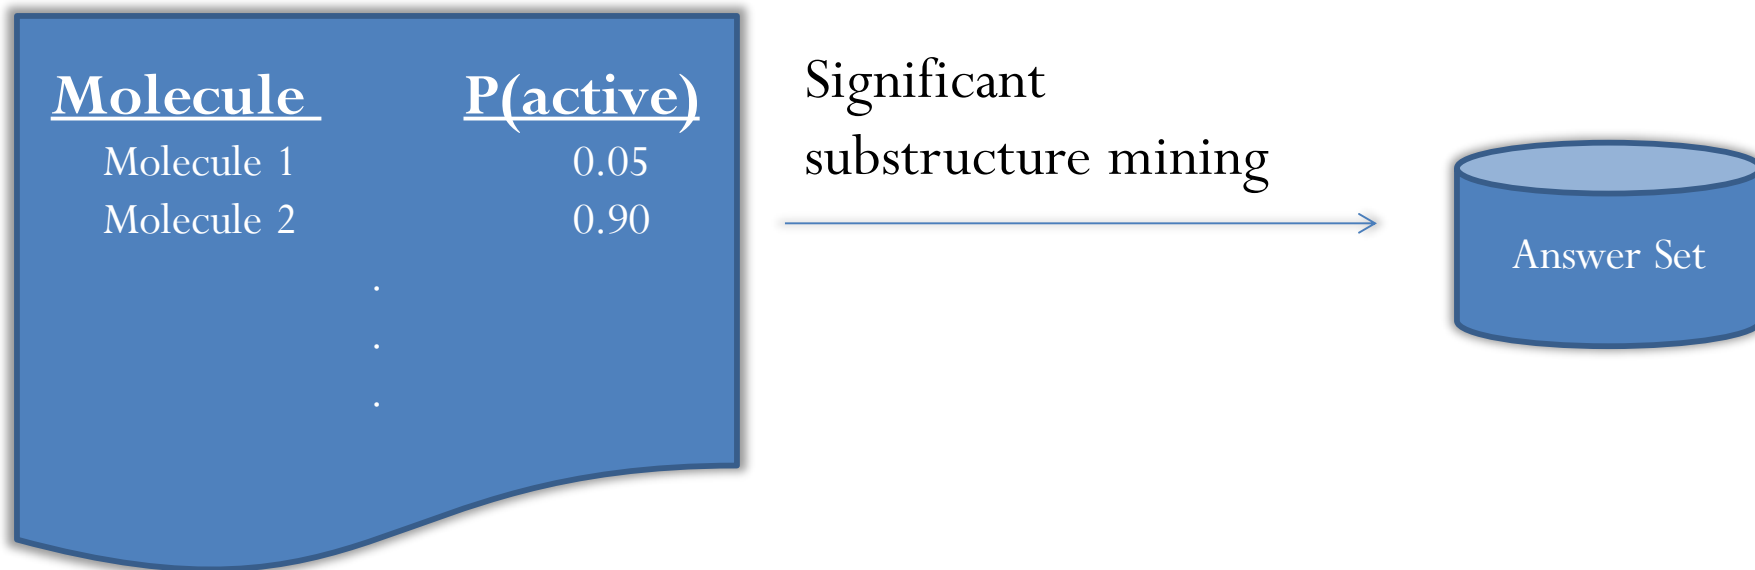 Molecule P(active)
Molecule 1 0.05
Molecule 2 0.90
.
.
.
Significant
substructure mining
Answer Set